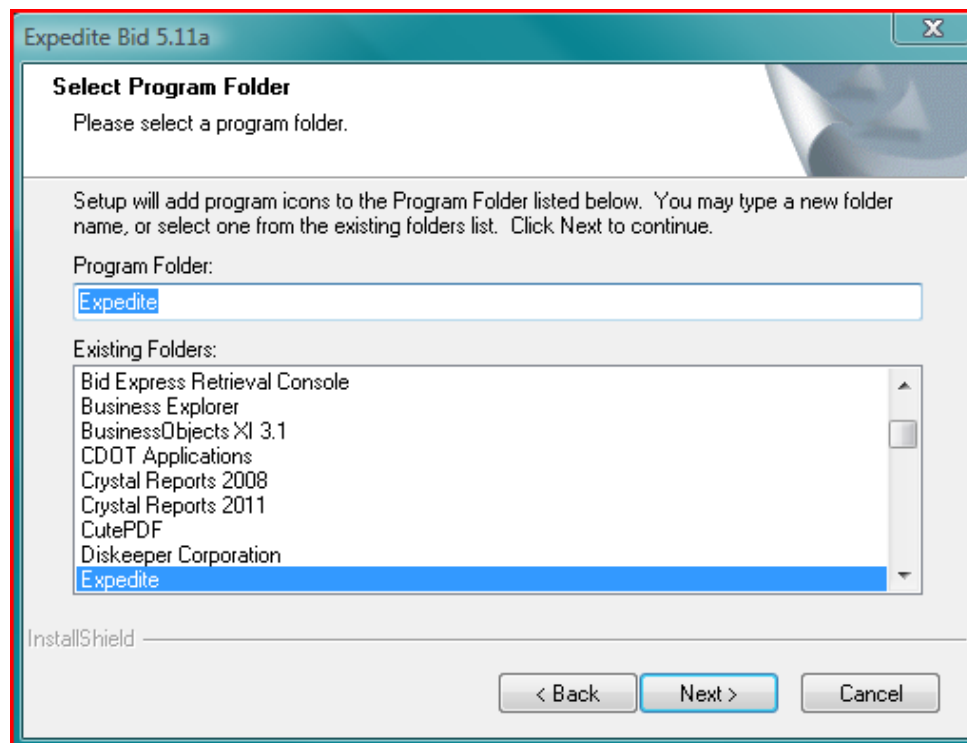 Expedite Bid 5.11a
Select Program Folder
Please select a program folder.
Setup will add program icons to the Program Folder listed below.  You may type a new folder
name, or select one from the existing folders list.  Click Next to continue.
Program Folder:
Expedite
Existing Folders:
Bid Express Retrieval Console
Business Explorer
BusinessObjects XI 3.1
CDOT Applications
Crystal Reports 2008
Crystal Reports 2011
CutePDF
Diskeeper Corporation
Expedite
InstallShield
< Back
Next >
Cancel